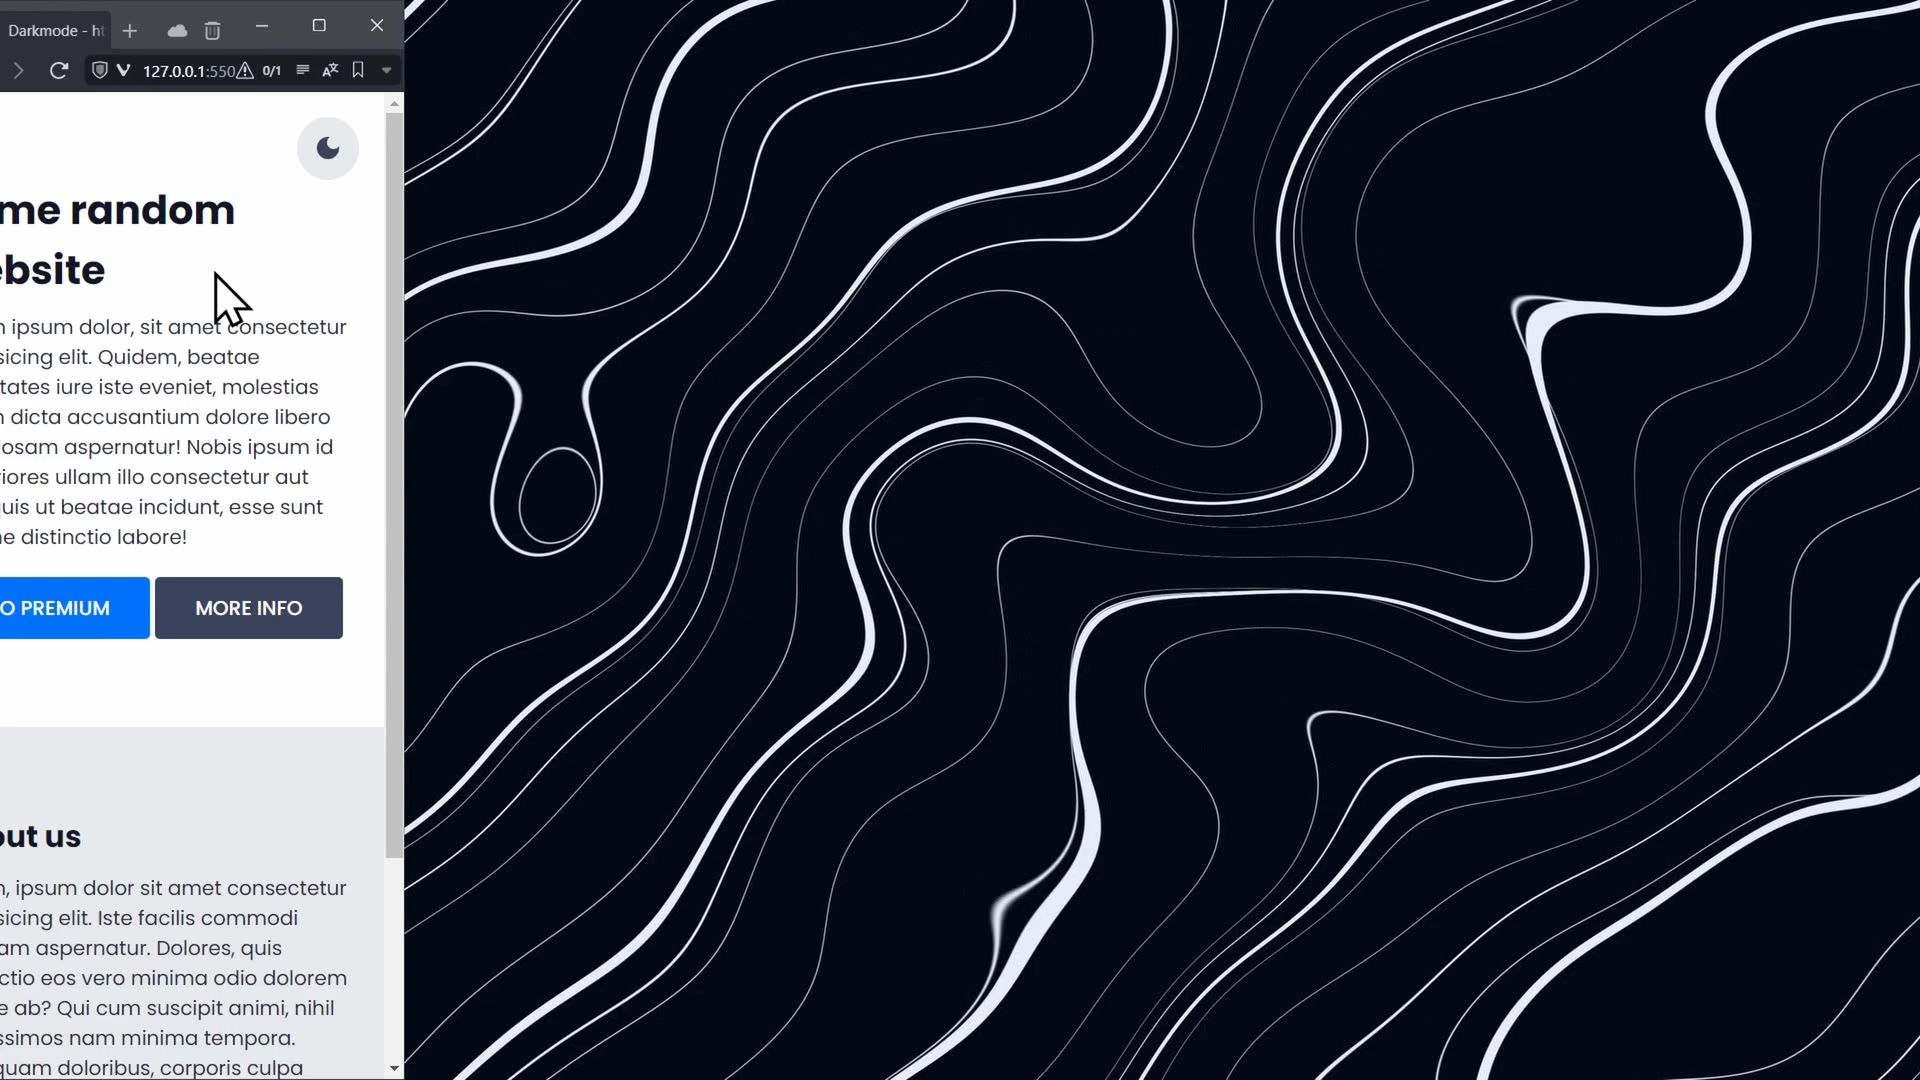 Darkmode - ht
127.0.0.1:550 0/1
me random
ebsite
ipsum dolor, sit amet consectetur
sicing elit. Quidem, beatae
tates iure iste eveniet, molestias
dicta accusantium dolore libero
osam aspernatur! Nobis ipsum id
riores ullam illo consectetur aut
quis ut beatae incidunt, esse sunt
ne distinctio labore!
O PREMIUM MORE INFO
out us
, ipsum dolor sit amet consectetur
sicing elit. Iste facilis commodi
am aspernatur. Dolores, quis
ctio eos vero minima odio dolorem
e ab? Qui cum suscipit animi, nihil
ssimos nam minima tempora.
quam doloribus, corporis culpa